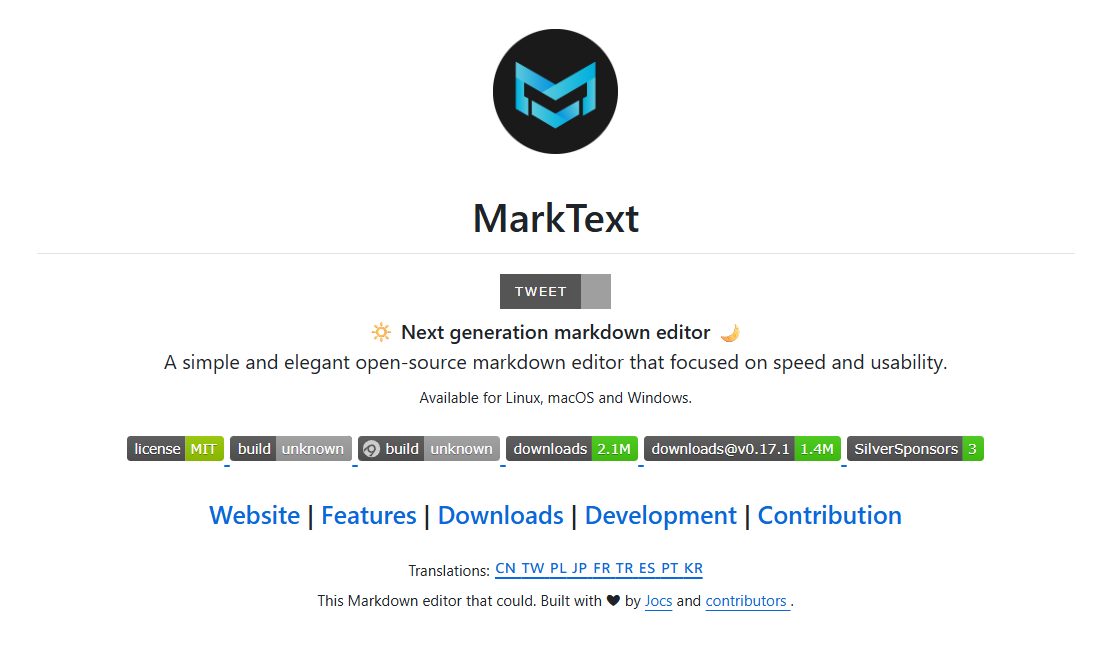 MarkText
TWEET
🔆 Next generation markdown editor 🌙
A simple and elegant open-source markdown editor that focused on speed and usability.
Available for Linux, macOS and Windows.
license MIT build unknown build unknown downloads 2.1M downloads@v0.17.1 1.4M SilverSponsors 3
Website | Features | Downloads | Development | Contribution
Translations: CN TW PL JP FR TR ES PT KR
This Markdown editor that could. Built with ❤ by Jocs and contributors .